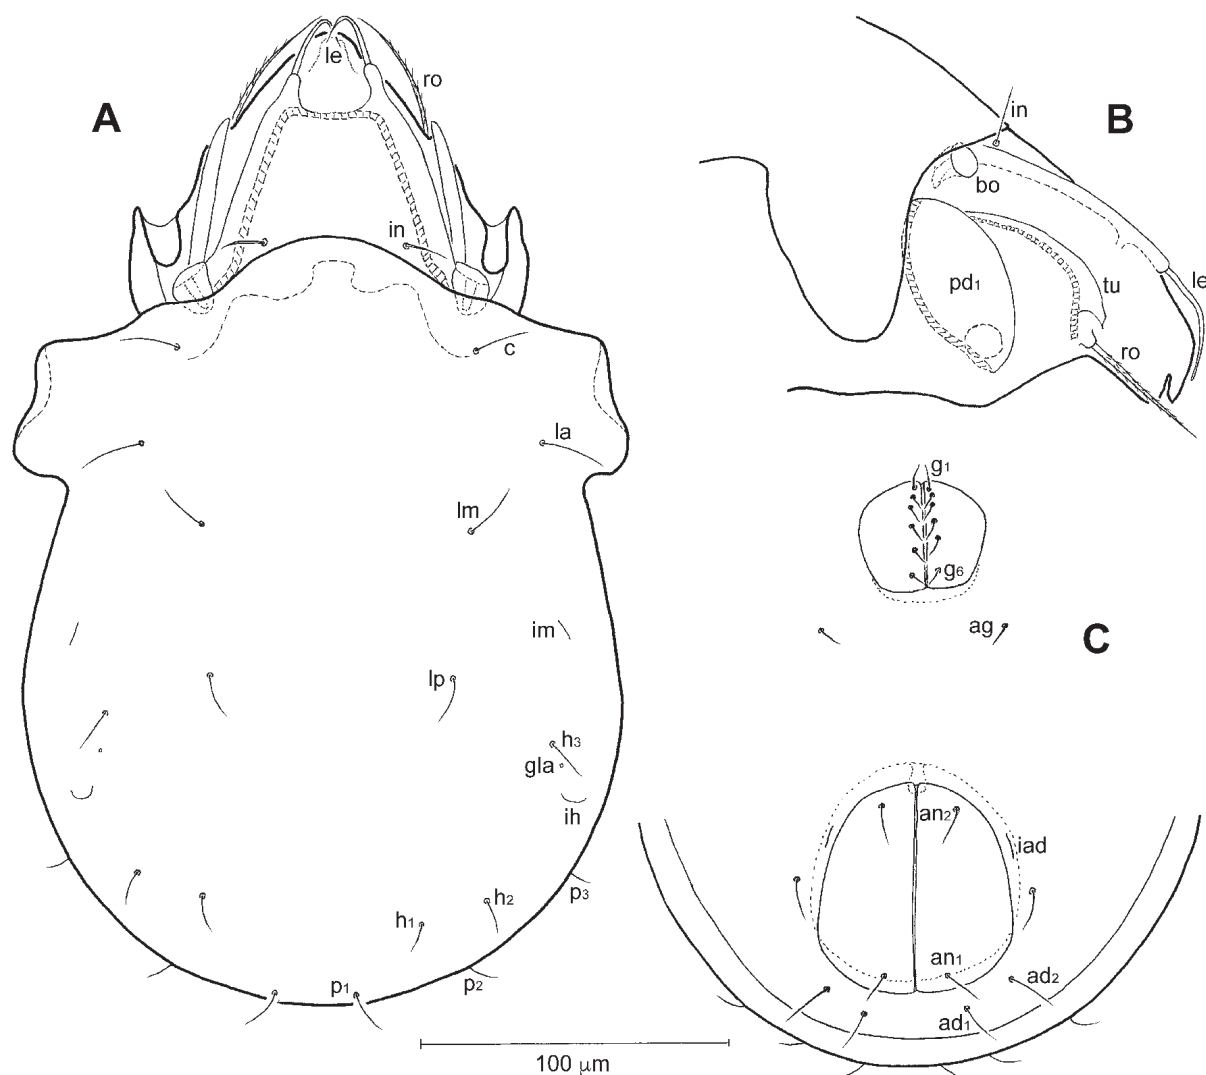 A
le
ro
in
c
la
lm
im
lp
h3
gla
ih
p3
h2
h1
p2
p1
100 μm
B
in
bo
pd1
tu
le
ro
C
g1
g6
ag
an2
iad
an1
ad2
ad1